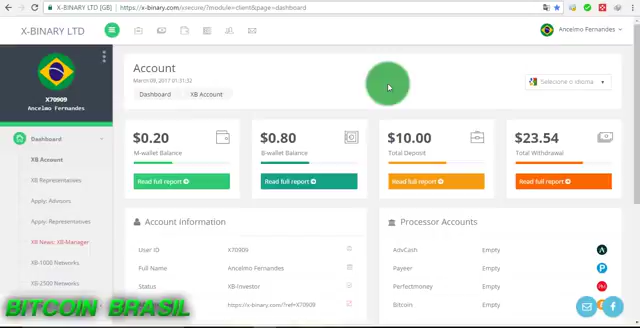 X-BINARY LTD [GB] | https://x-binary.com/xsecure/?module=client&page=dashboard
X-BINARY LTD
Ancelmo Fernandes
X70909
Ancelmo Fernandes
Account
March 09, 2017 01:31:32
Dashboard
XB Account
Selecione o idioma
Dashboard
XB Account
XB Representatives
Apply: Advisors
Apply: Representatives
XB News: XB-Manager
XB-1000 Networks
XB-2500 Networks
$0.20
M-wallet Balance
Read full report
$0.80
B-wallet Balance
Read full report
$10.00
Total Deposit
Read full report
$23.54
Total Withdrawal
Read full report
Account information
User ID X70909
Full Name Ancelmo Fernandes
Status XB-Investor
https://x-binary.com/?ref=X70909
Processor Accounts
AdvCash Empty
Payeer Empty
Perfectmoney Empty
Bitcoin Empty
BITCOIN BRASIL